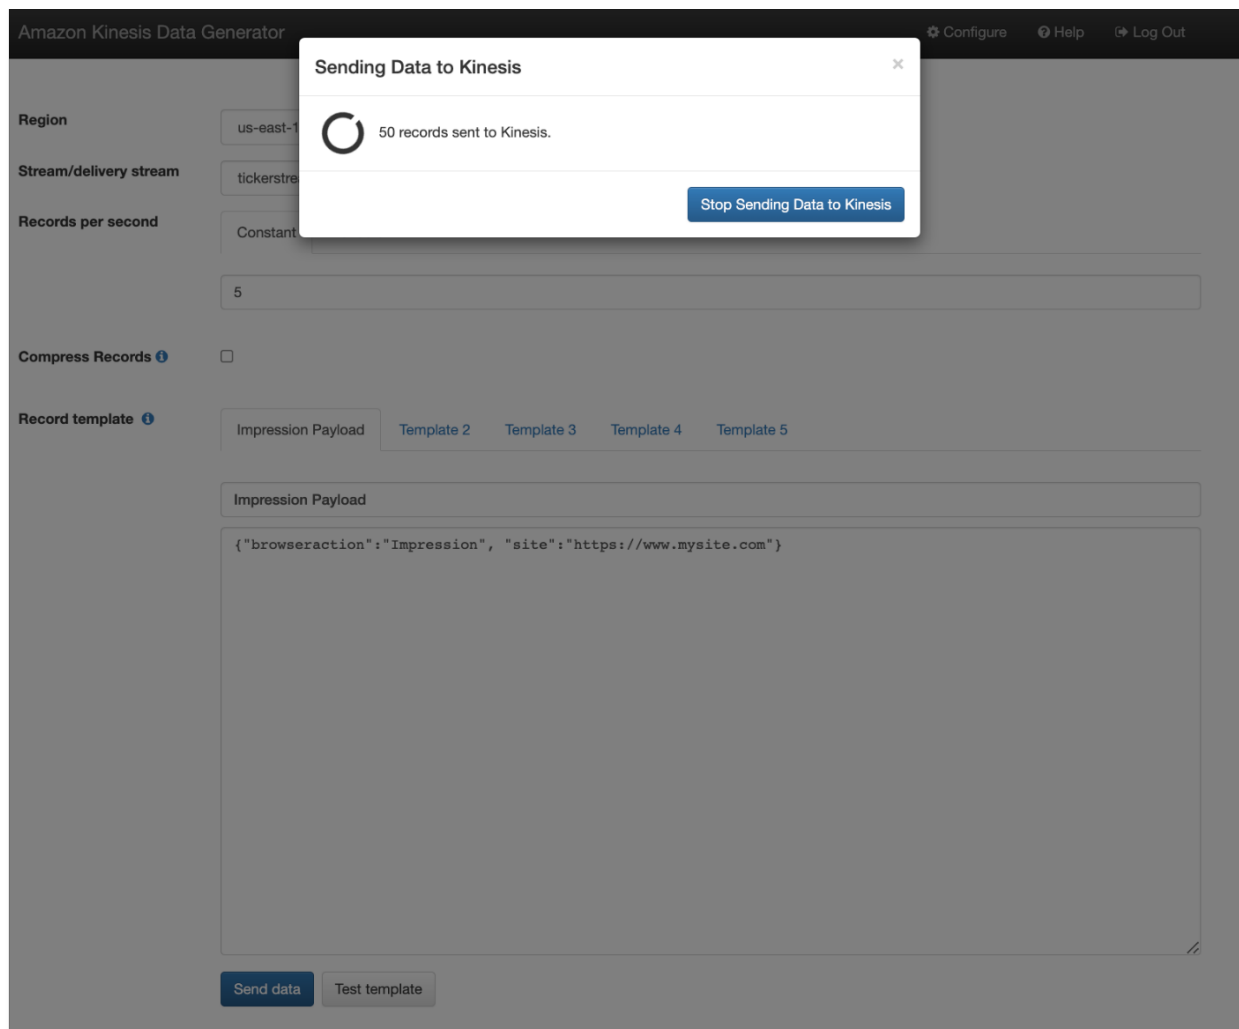 Amazon Kinesis Data Generator
Configure
Help
Log Out
Sending Data to Kinesis
×
50 records sent to Kinesis.
Stop Sending Data to Kinesis
Region
us-east-1
Stream/delivery stream
tickerstre
Records per second
Constant
5
Compress Records
Record template
Impression Payload
Template 2
Template 3
Template 4
Template 5
Impression Payload
{"browseraction":"Impression", "site":"https://www.mysite.com"}
Send data
Test template